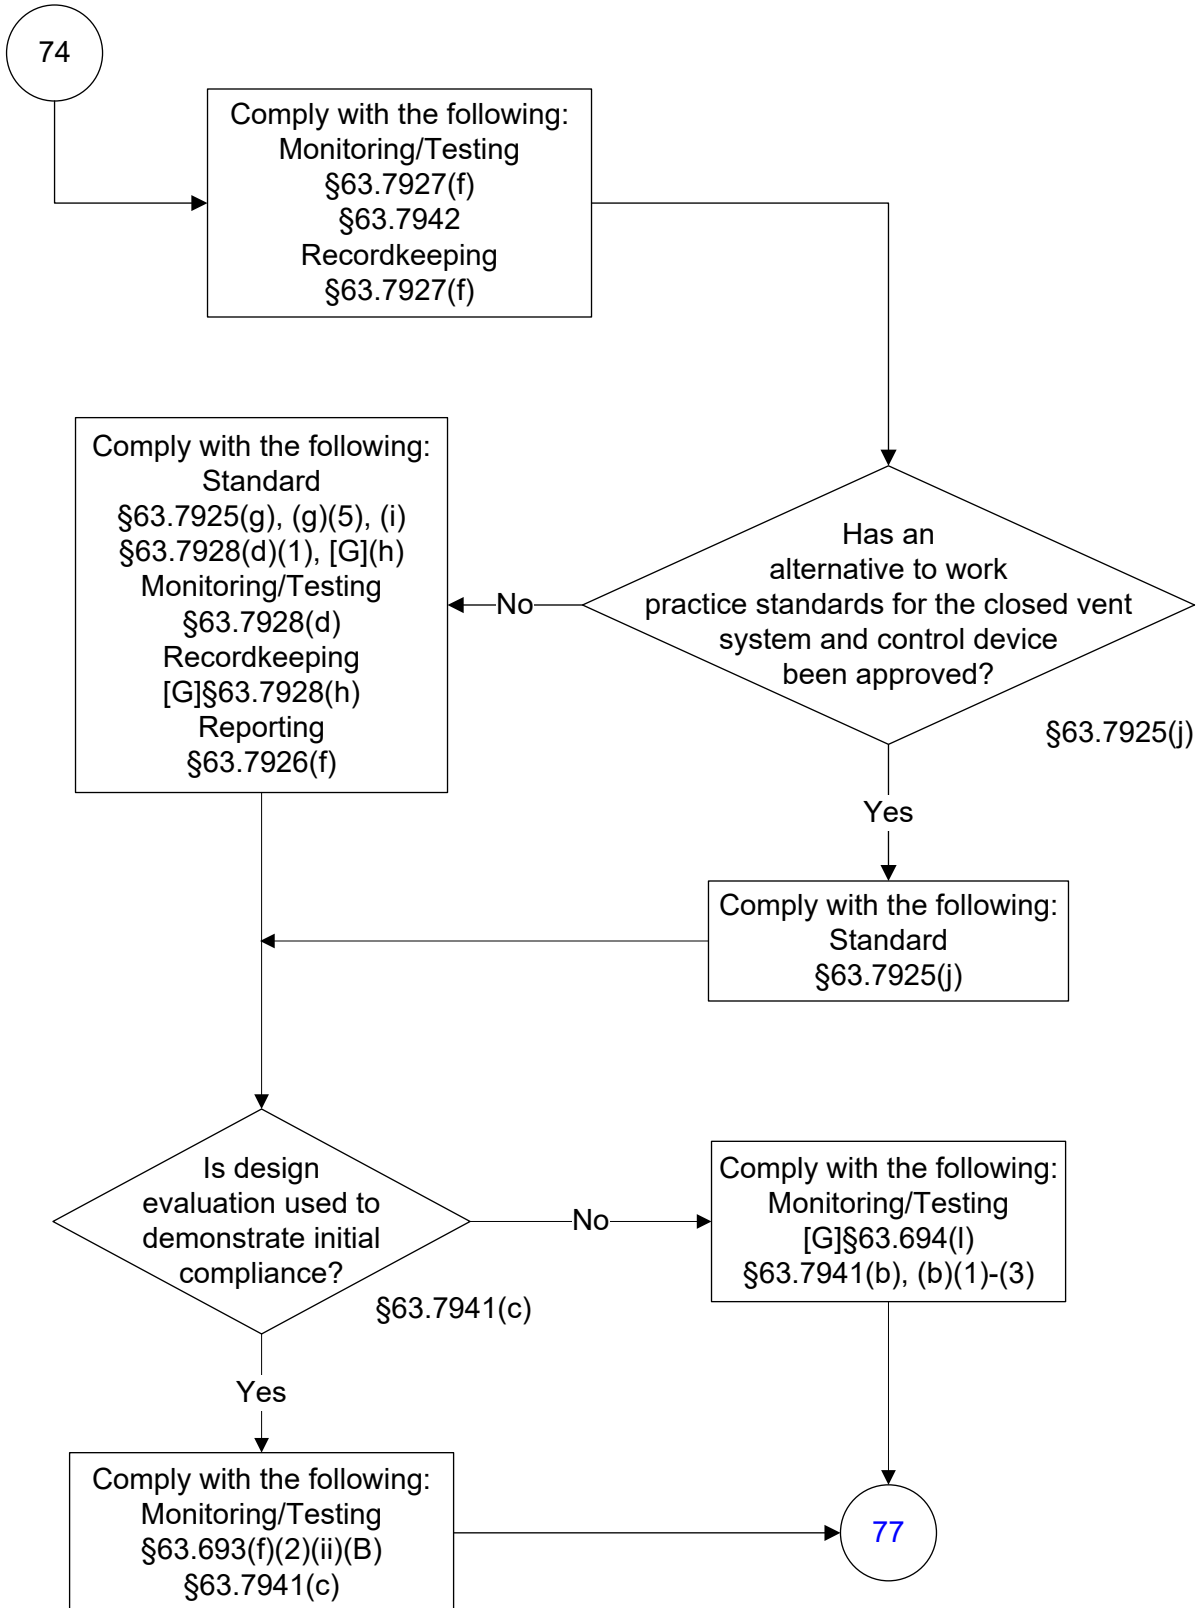 74
Comply with the following:
Monitoring/Testing
§63.7927(f)
§63.7942
Recordkeeping
§63.7927(f)
Has an
alternative to work
practice standards for the closed vent
system and control device
been approved?
§63.7925(j)
No
Comply with the following:
Standard
§63.7925(g), (g)(5), (i)
§63.7928(d)(1), [G](h)
Monitoring/Testing
§63.7928(d)
Recordkeeping
[G]§63.7928(h)
Reporting
§63.7926(f)
Yes
Comply with the following:
Standard
§63.7925(j)
Is design
evaluation used to
demonstrate initial
compliance?
§63.7941(c)
No
Comply with the following:
Monitoring/Testing
[G]§63.694(l)
§63.7941(b), (b)(1)-(3)
Yes
Comply with the following:
Monitoring/Testing
§63.693(f)(2)(ii)(B)
§63.7941(c)
77